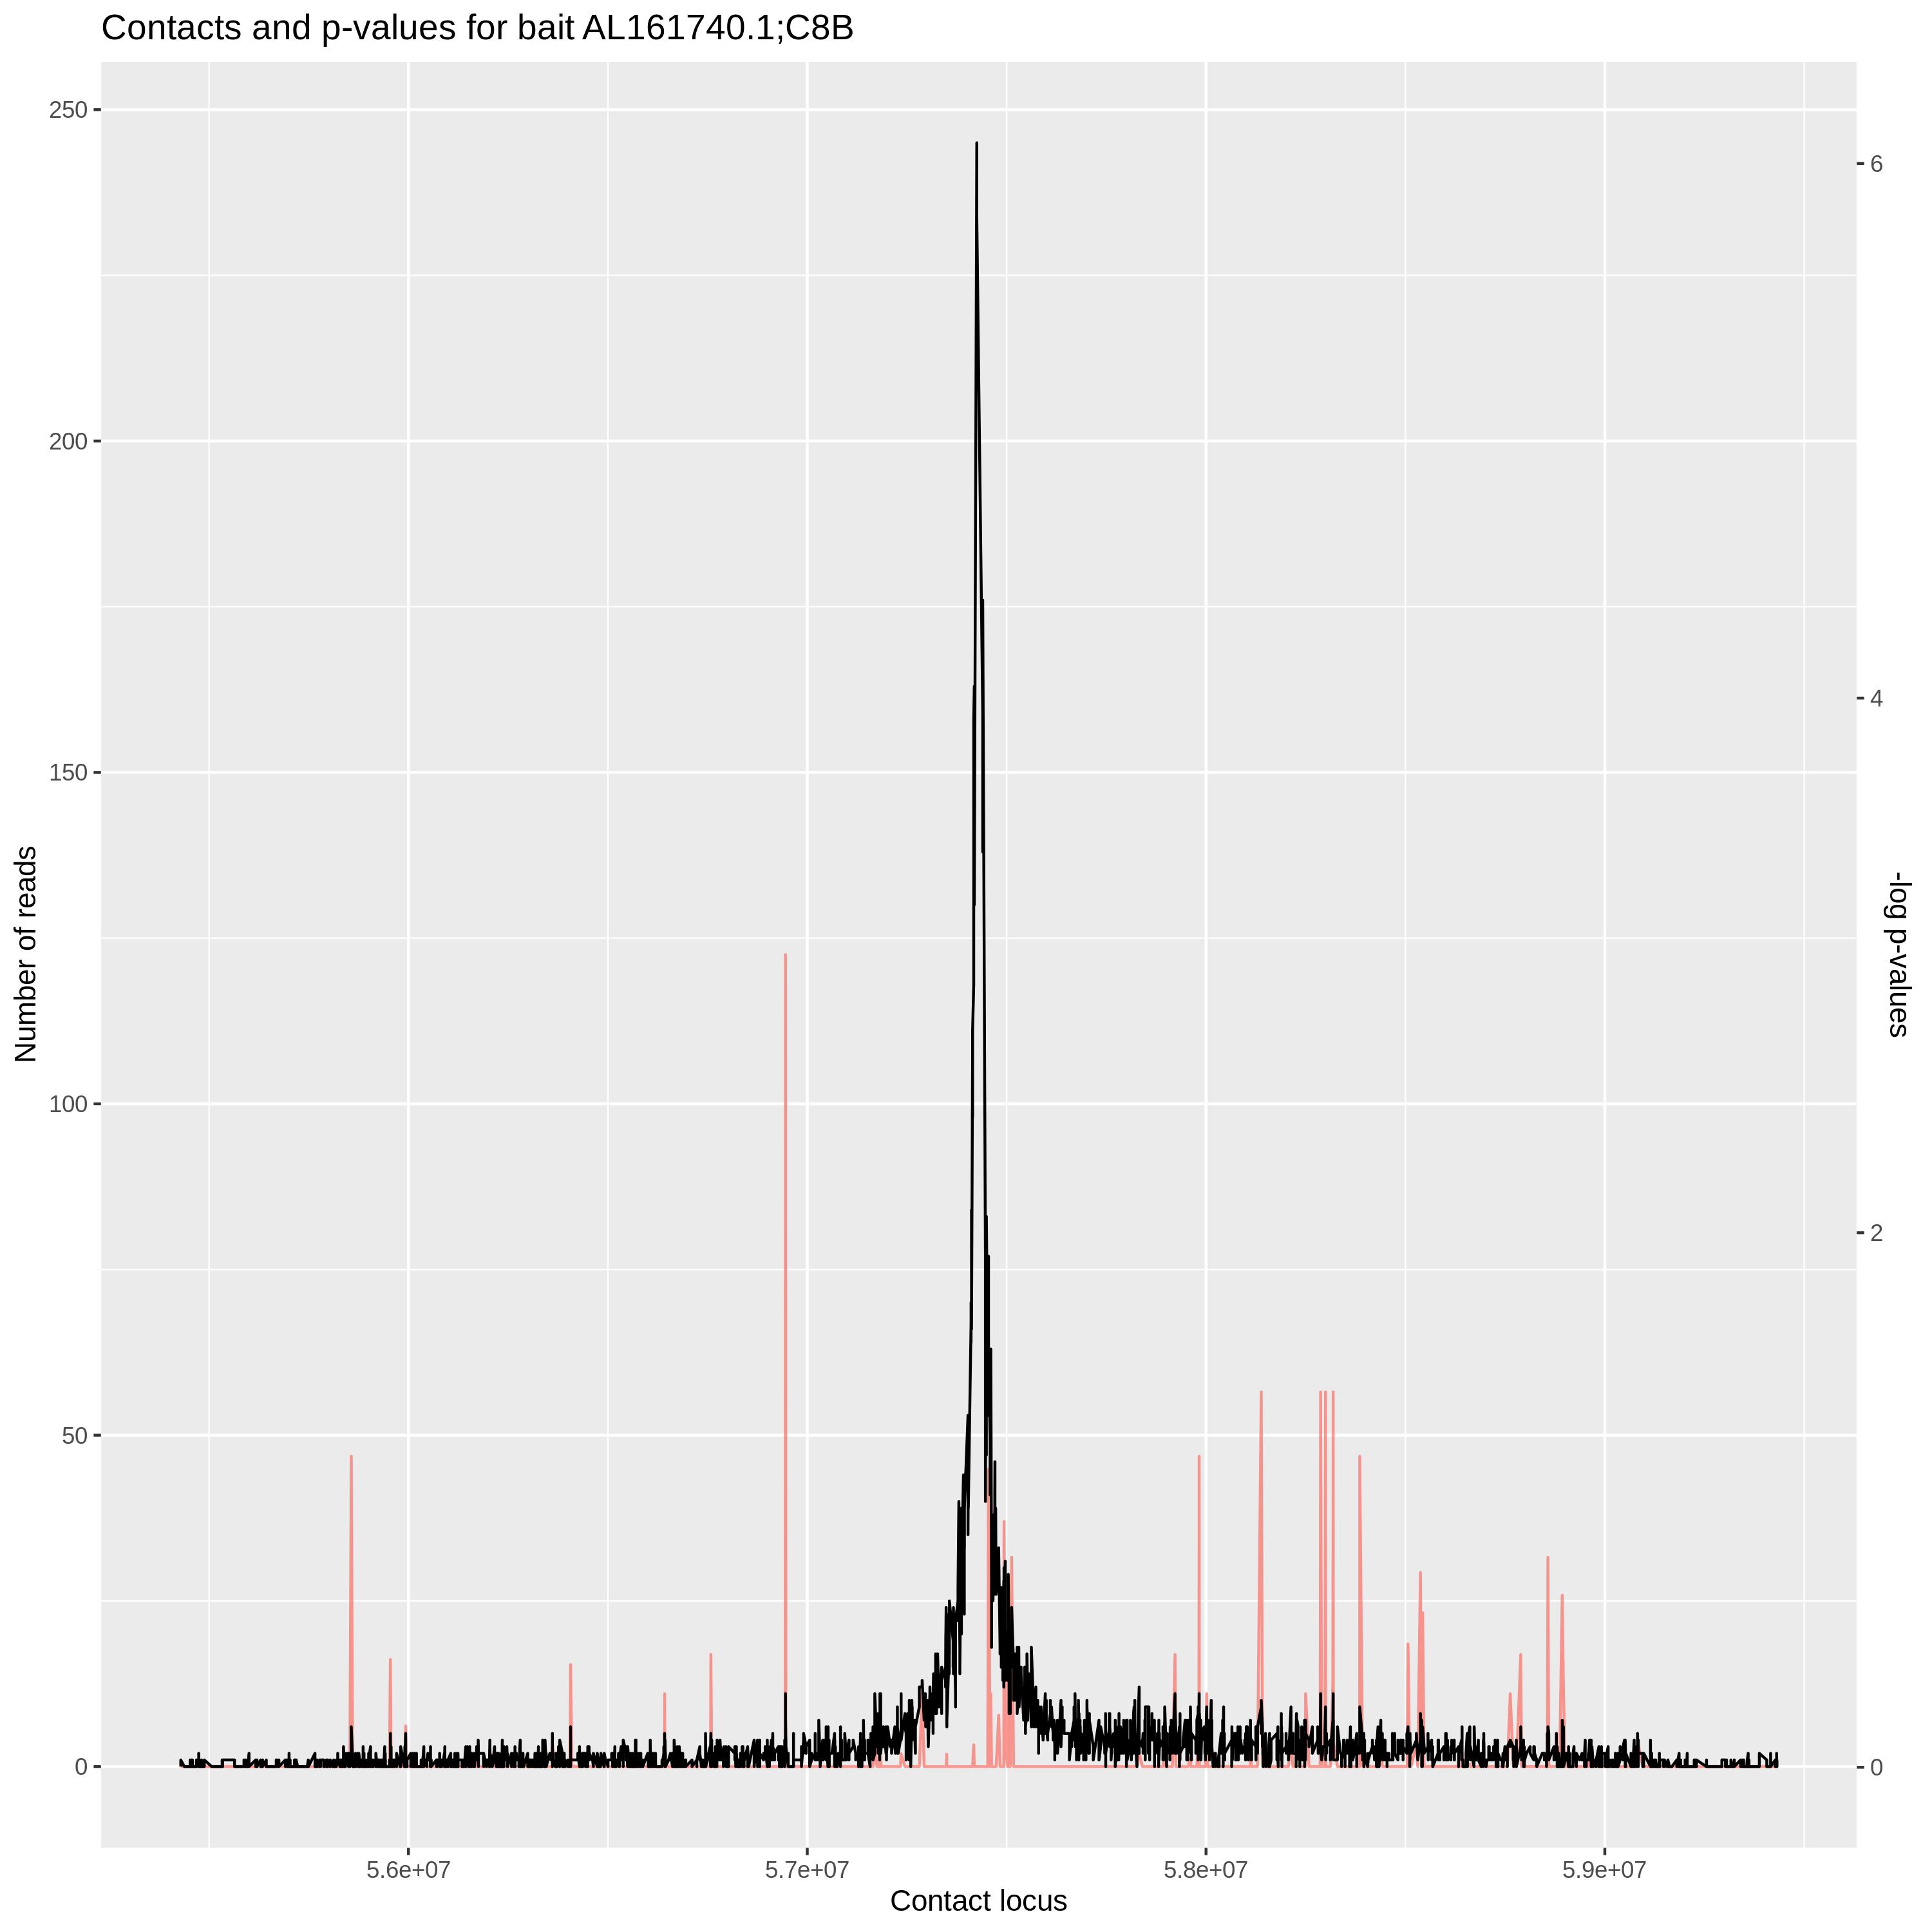 Contacts and p-values for bait AL161740.1;C8B
250
200
150
100
50
0
Number of reads
6
4
2
0
-log p-values
5.6e+07
5.7e+07
5.8e+07
5.9e+07
Contact locus